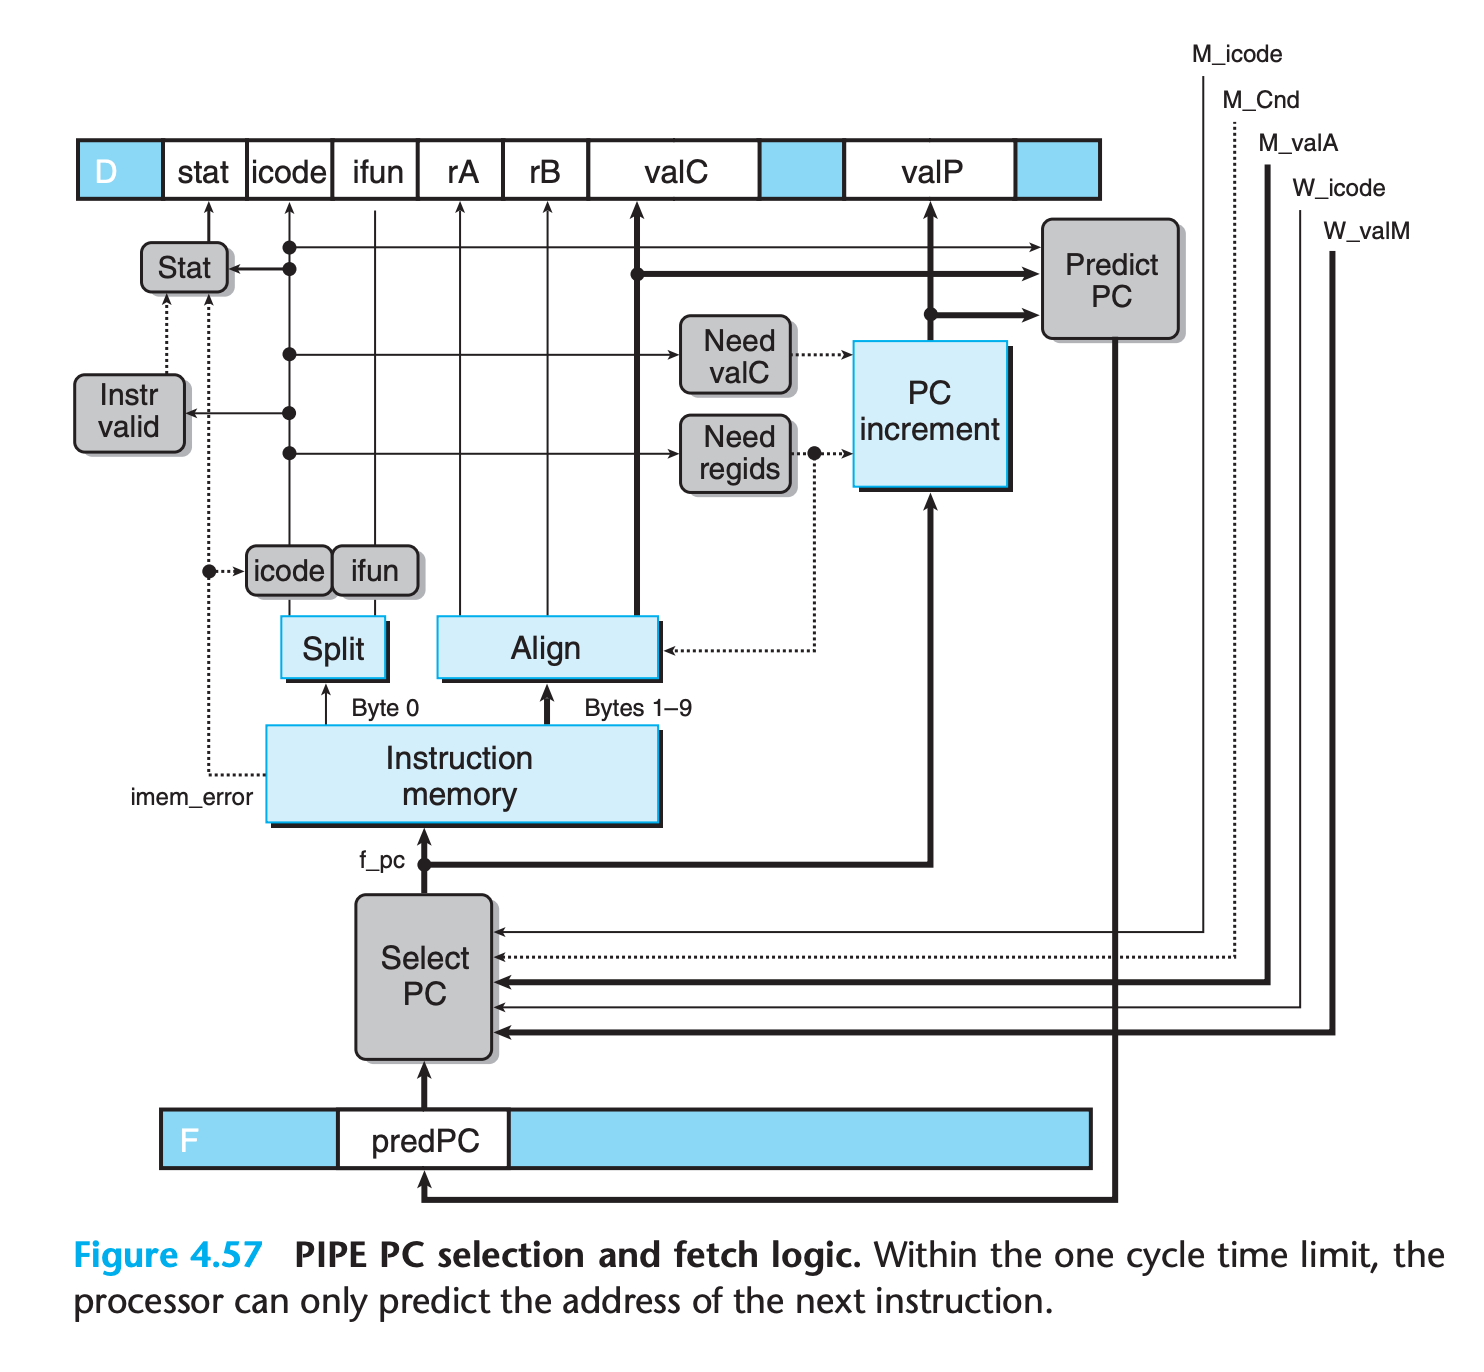 M_icode
M_Cnd
M_valA
W_icode
W_valM
D stat icode ifun rA rB valC valP
Stat
Predict
PC
Need
valC
Instr
valid
PC
increment
Need
regids
icode ifun
Split
Align
Byte 0
Bytes 1–9
Instruction
memory
imem_error
f_pc
Select
PC
F predPC
Figure 4.57 PIPE PC selection and fetch logic. Within the one cycle time limit, the
processor can only predict the address of the next instruction.